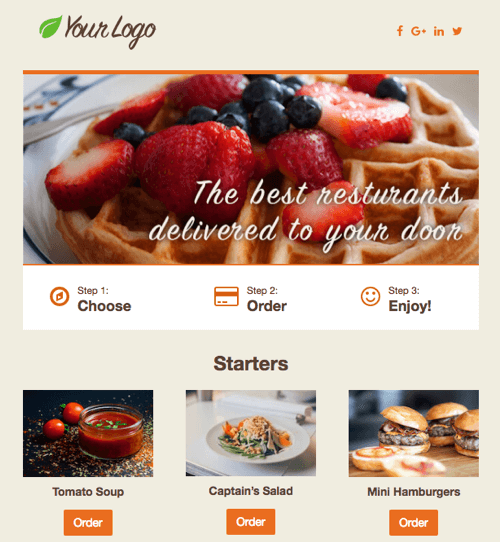 Your Logo
The best resturants
delivered to your door
Step 1:
Choose
Step 2:
Order
Step 3:
Enjoy!
Starters
Tomato Soup
Captain's Salad
Mini Hamburgers
Order
Order
Order